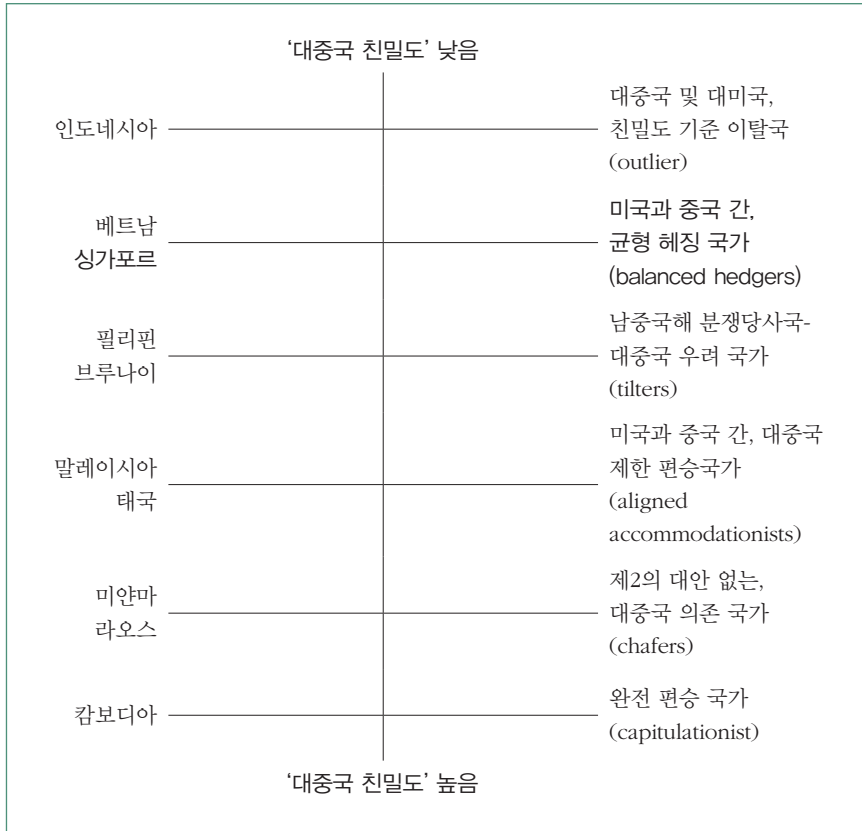 ‘대중국 친밀도’ 낮음
인도네시아
대중국 및 대미국,
친밀도 기준 이탈국
(outlier)
베트남
싱가포르
미국과 중국 간,
균형 헤징 국가
(balanced hedgers)
필리핀
브루나이
남중국해 분쟁당사국-
대중국 우려 국가
(tilters)
말레이시아
태국
미국과 중국 간, 대중국
제한 편승국가
(aligned
accommodationists)
미얀마
라오스
제2의 대안 없는,
대중국 의존 국가
(chafers)
캄보디아
완전 편승 국가
(capitulationist)
‘대중국 친밀도’ 높음